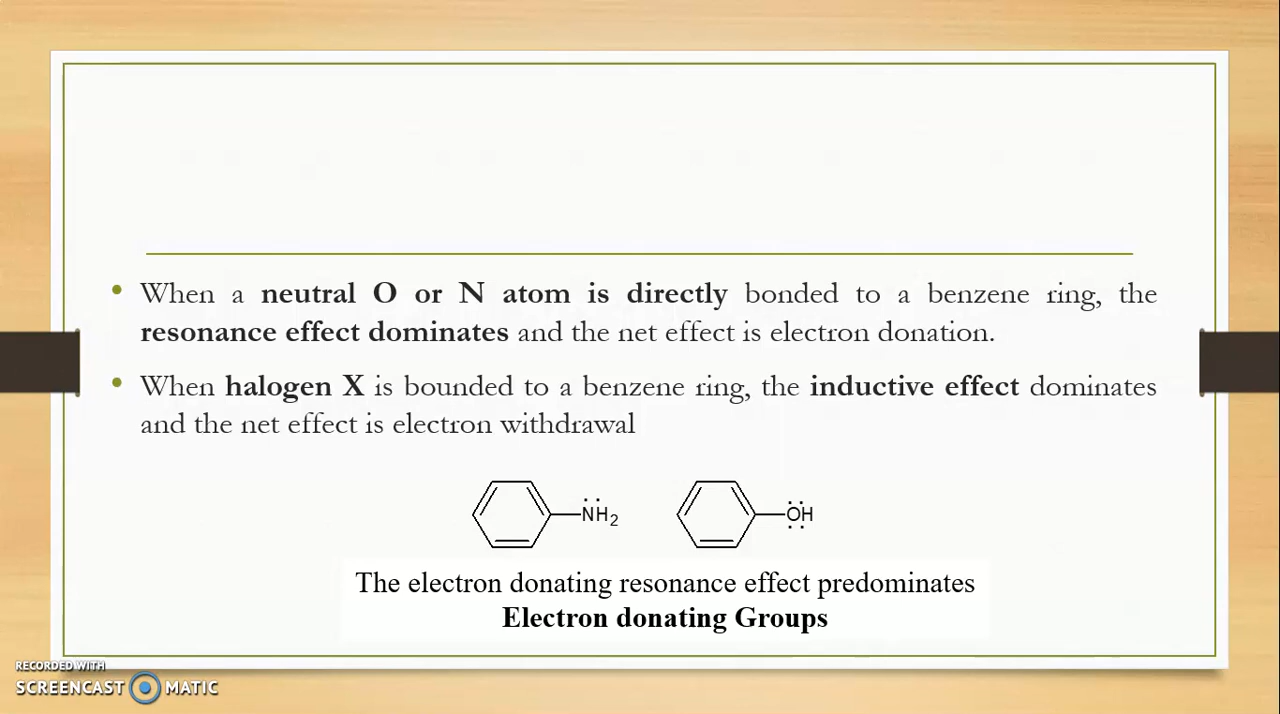 • When a neutral O or N atom is directly bonded to a benzene ring, the
resonance effect dominates and the net effect is electron donation.
• When halogen X is bounded to a benzene ring, the inductive effect dominates
and the net effect is electron withdrawal
NH2 OH
The electron donating resonance effect predominates
Electron donating Groups
RECORDED WITH
SCREENCAST MATIC